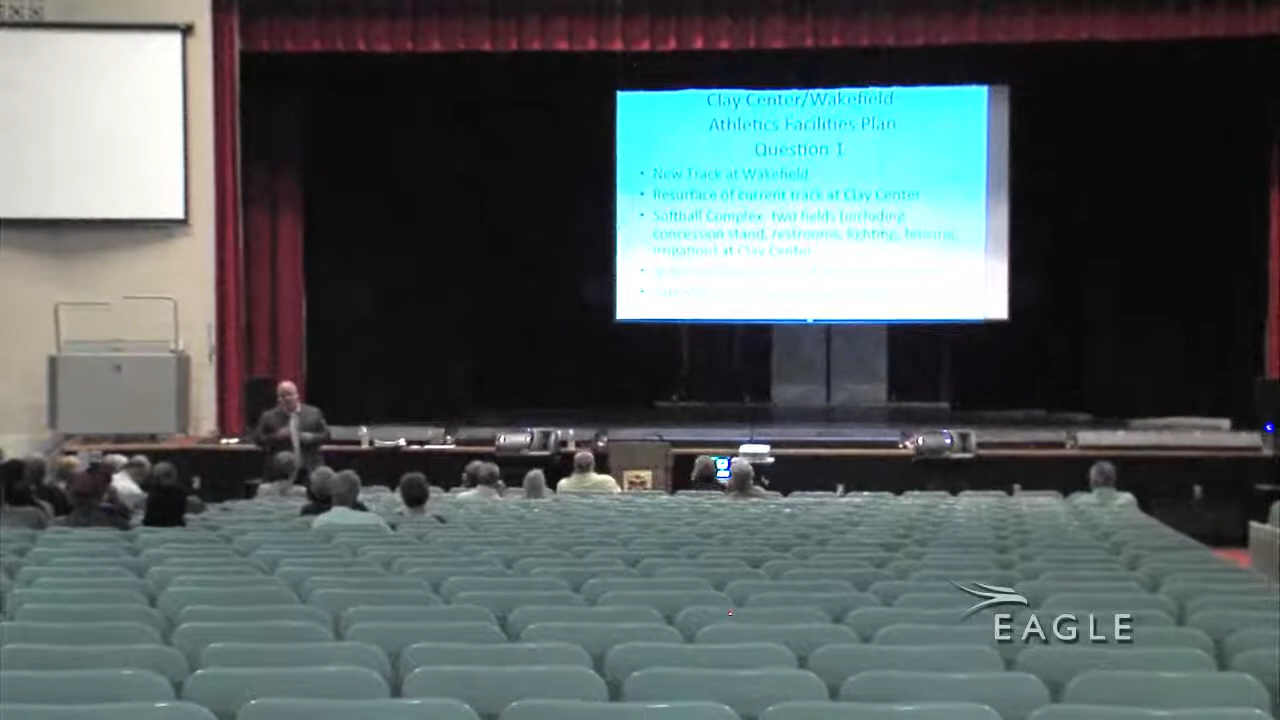 Clay Center/Wakefield
Athletics Facilities Plan
Question 1
• New Track at Wakefield
• Resurface of current track at Clay Center
• Softball Complex two fields (including
concession stand, restrooms, lighting, fencing,
irrigation) at Clay Center
EAGLE